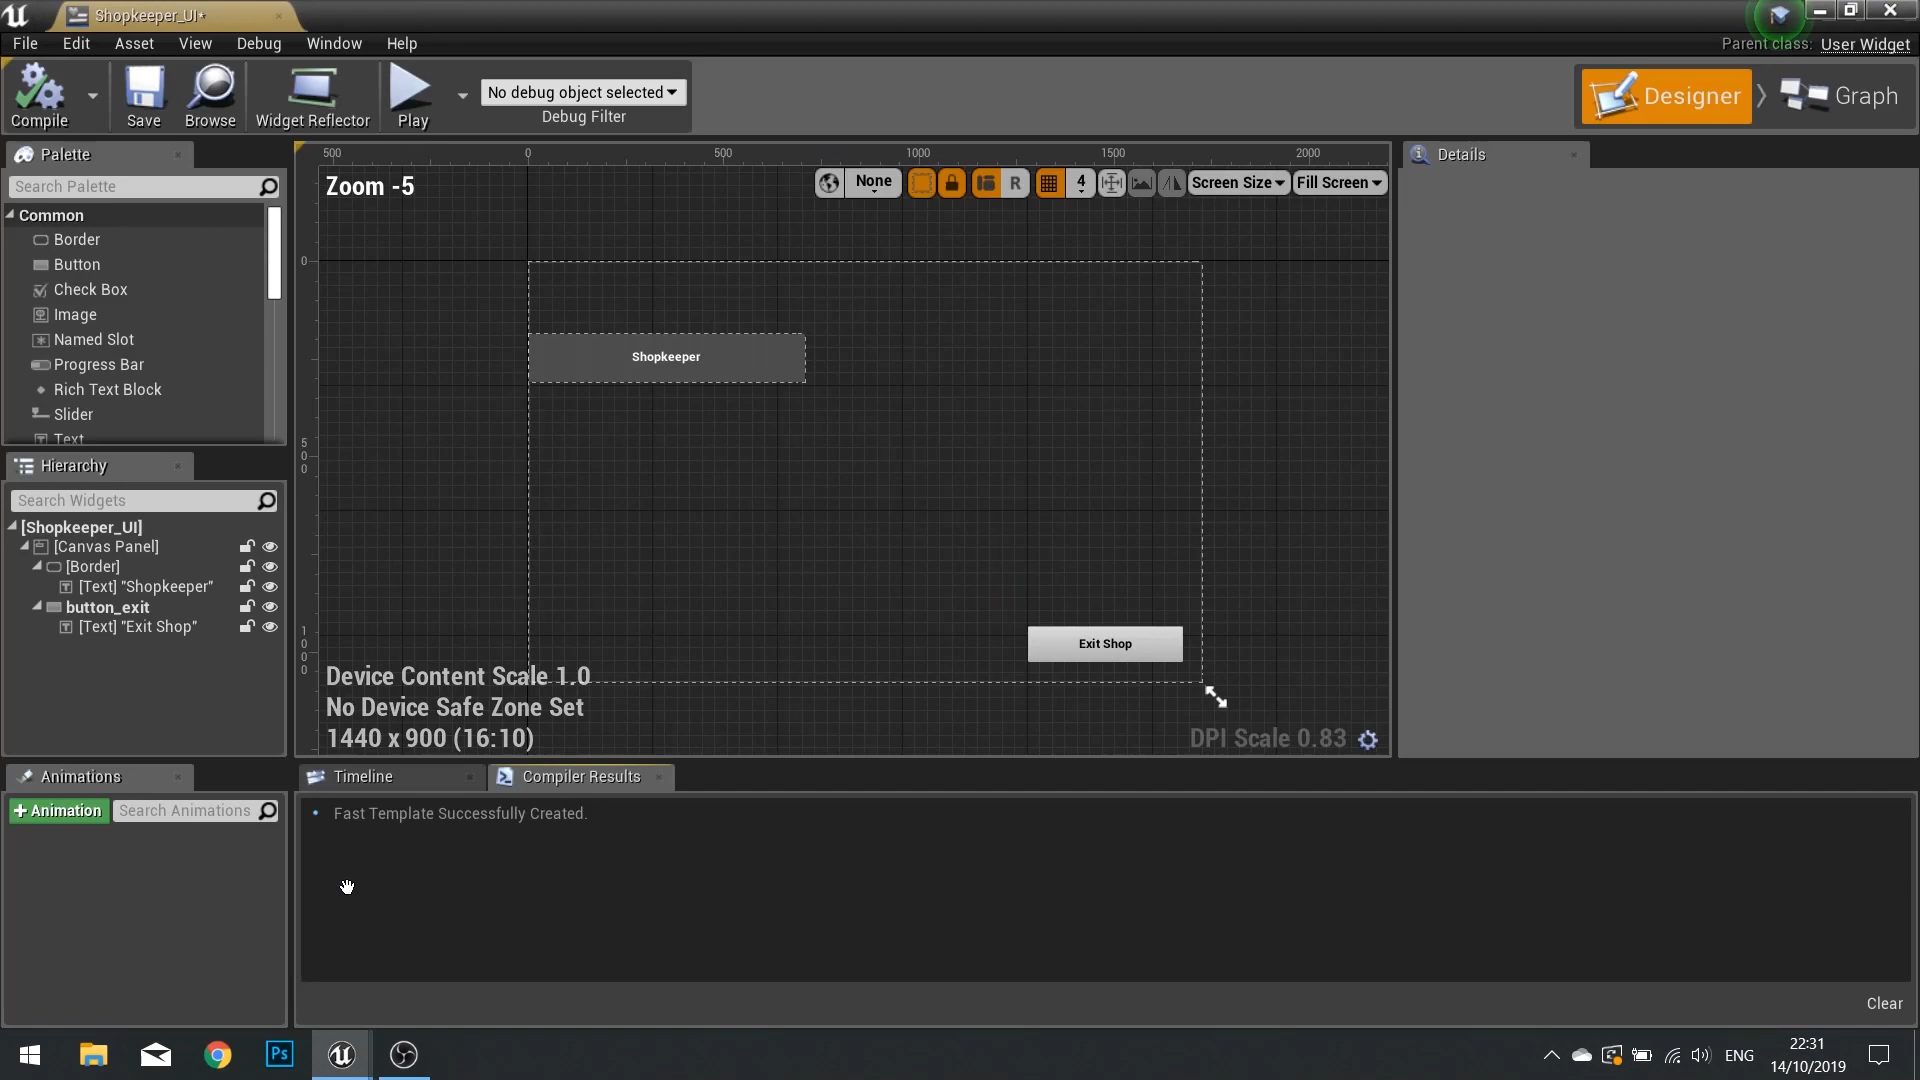 Shopkeeper_UI*
File Edit Asset View Debug Window Help
Parent class: User Widget
Compile
Save
Browse
Widget Reflector
Play
No debug object selected
Debug Filter
Designer
Graph
Palette
Search Palette
Common
Border
Button
Check Box
Image
Named Slot
Progress Bar
Rich Text Block
Slider
Text
Hierarchy
Search Widgets
[Shopkeeper_UI]
[Canvas Panel]
[Border]
[Text] "Shopkeeper"
button_exit
[Text] "Exit Shop"
Animations
+ Animation
Search Animations
500 0 500 1000 1500 2000
Zoom -5
None
R
4
Screen Size
Fill Screen
0
500
1000
Shopkeeper
Exit Shop
Device Content Scale 1.0
No Device Safe Zone Set
1440 x 900 (16:10)
DPI Scale 0.83
Details
Timeline
Compiler Results
Fast Template Successfully Created.
Clear
Ps
ENG
22:31
14/10/2019